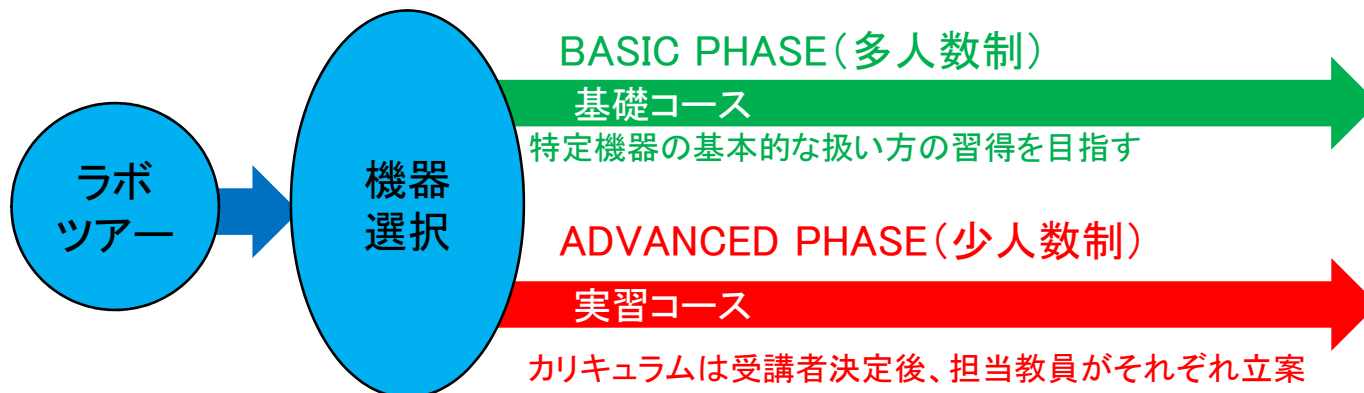 ラボ
ツアー
機器
選択
BASIC PHASE(多人数制)
基礎コース
特定機器の基本的な扱い方の習得を目指す
ADVANCED PHASE(少人数制)
実習コース
カリキュラムは受講者決定後、担当教員がそれぞれ立案